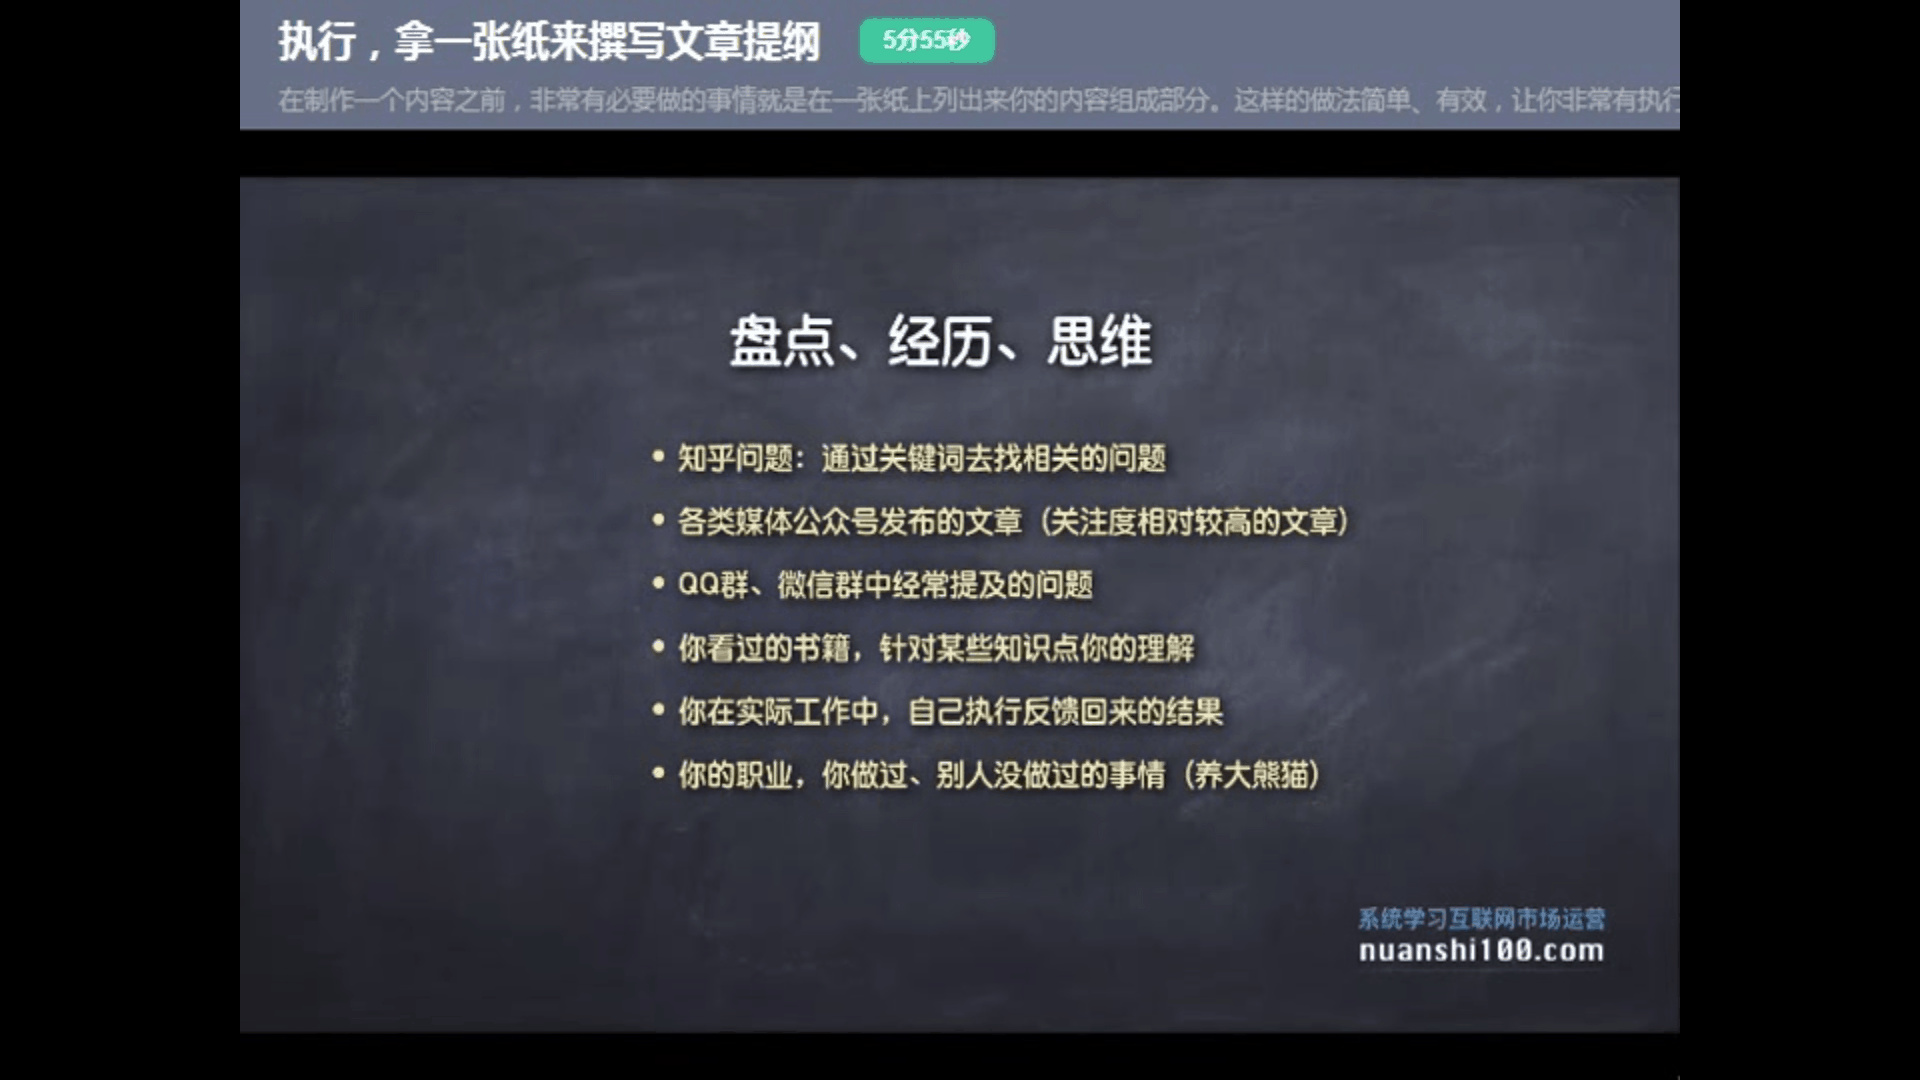 执行，拿一张纸来撰写文章提纲 5分55秒
在制作一个内容之前，非常有必要做的事情就是在一张纸上列出来你的内容组成部分。这样的做法简单、有效，让你非常有执行
盘点、经历、思维
• 知乎问题：通过关键词去找相关的问题
• 各类媒体公众号发布的文章（关注度相对较高的文章）
• QQ群、微信群中经常提及的问题
• 你看过的书籍，针对某些知识点你的理解
• 你在实际工作中，自己执行反馈回来的结果
• 你的职业，你做过、别人没做过的事情（养大熊猫）
系统学习互联网市场运营
nuanshi100.com